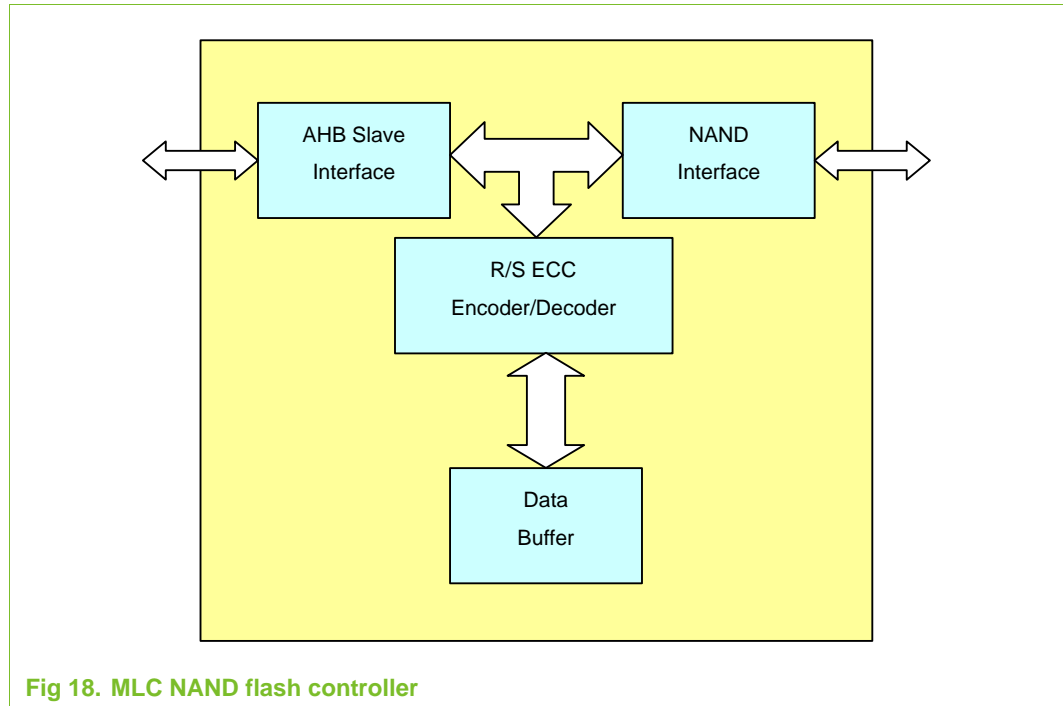 AHB Slave
Interface
NAND
Interface
R/S ECC
Encoder/Decoder
Data
Buffer
Fig 18. MLC NAND flash controller